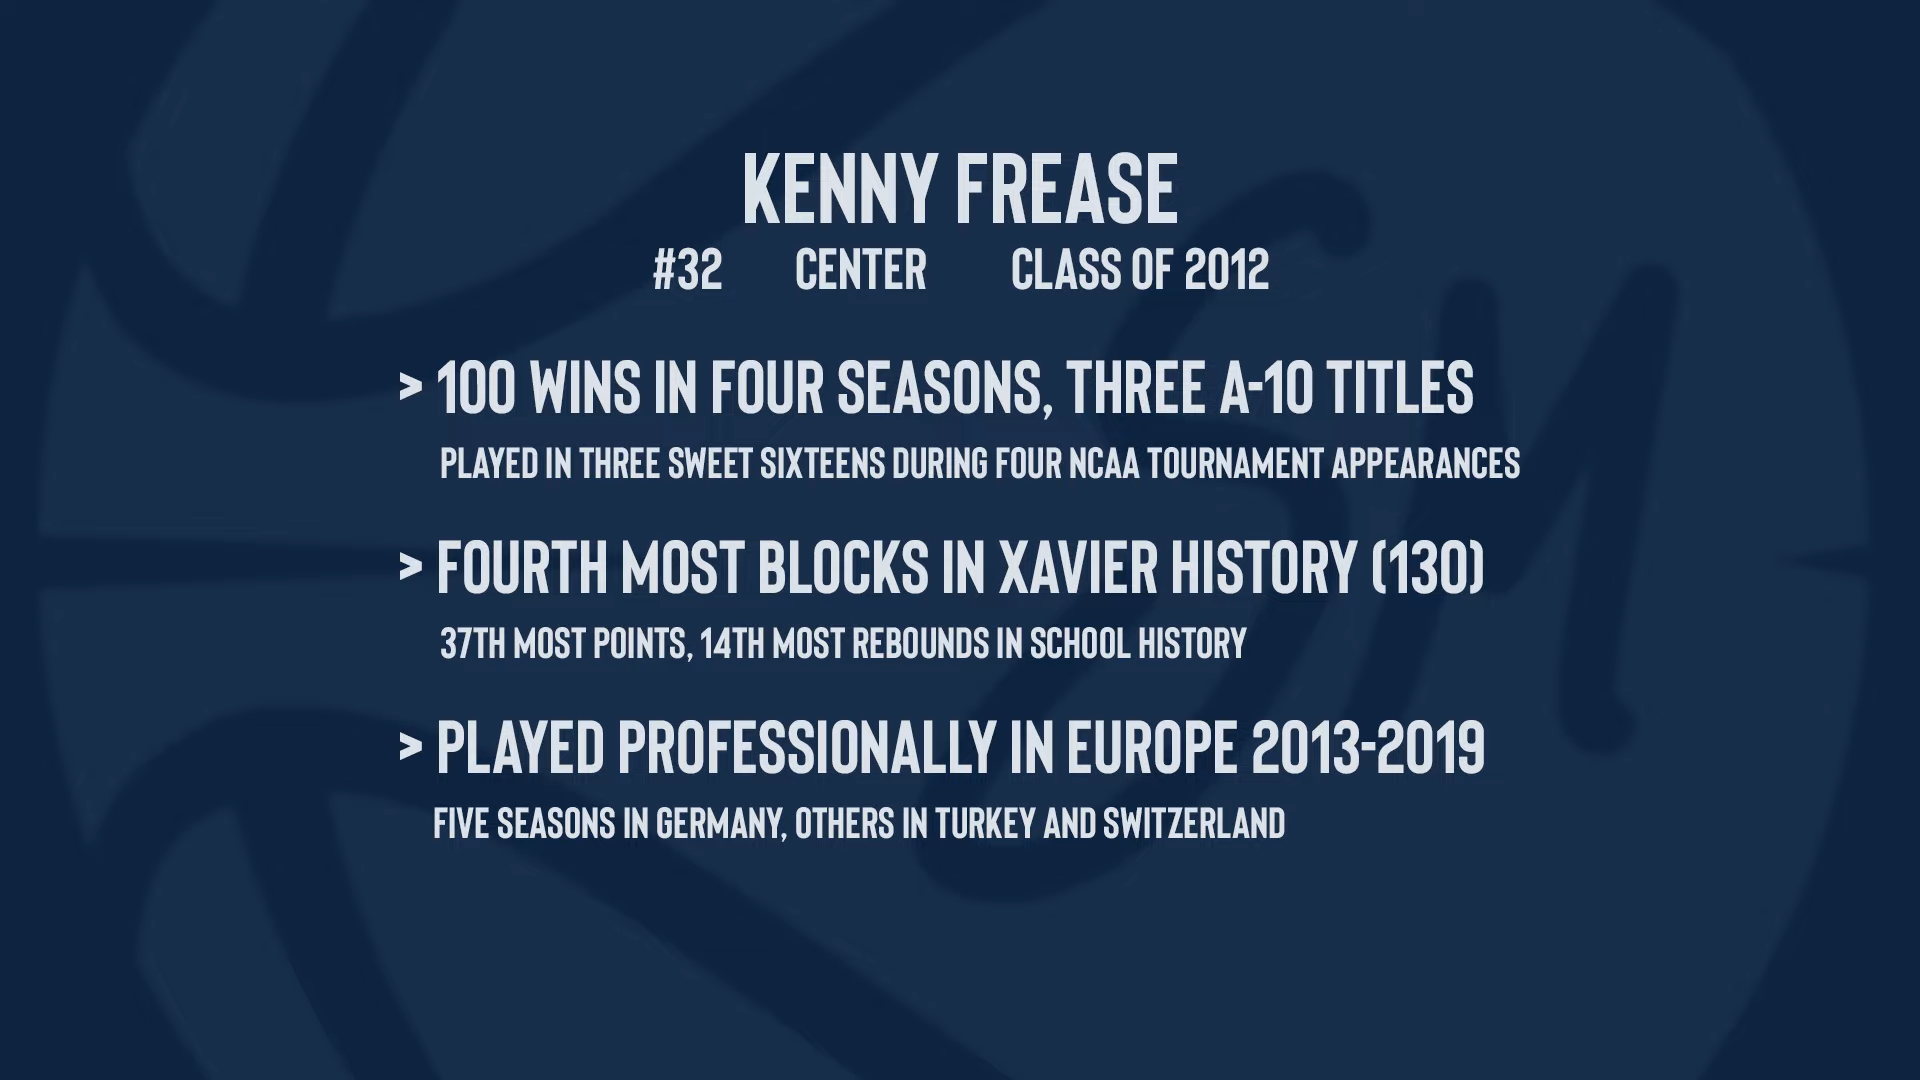 KENNY FREASE
#32 CENTER CLASS OF 2012
> 100 WINS IN FOUR SEASONS, THREE A-10 TITLES
PLAYED IN THREE SWEET SIXTEENS DURING FOUR NCAA TOURNAMENT APPEARANCES
> FOURTH MOST BLOCKS IN XAVIER HISTORY (130)
37TH MOST POINTS, 14TH MOST REBOUNDS IN SCHOOL HISTORY
> PLAYED PROFESSIONALLY IN EUROPE 2013-2019
FIVE SEASONS IN GERMANY, OTHERS IN TURKEY AND SWITZERLAND
SM